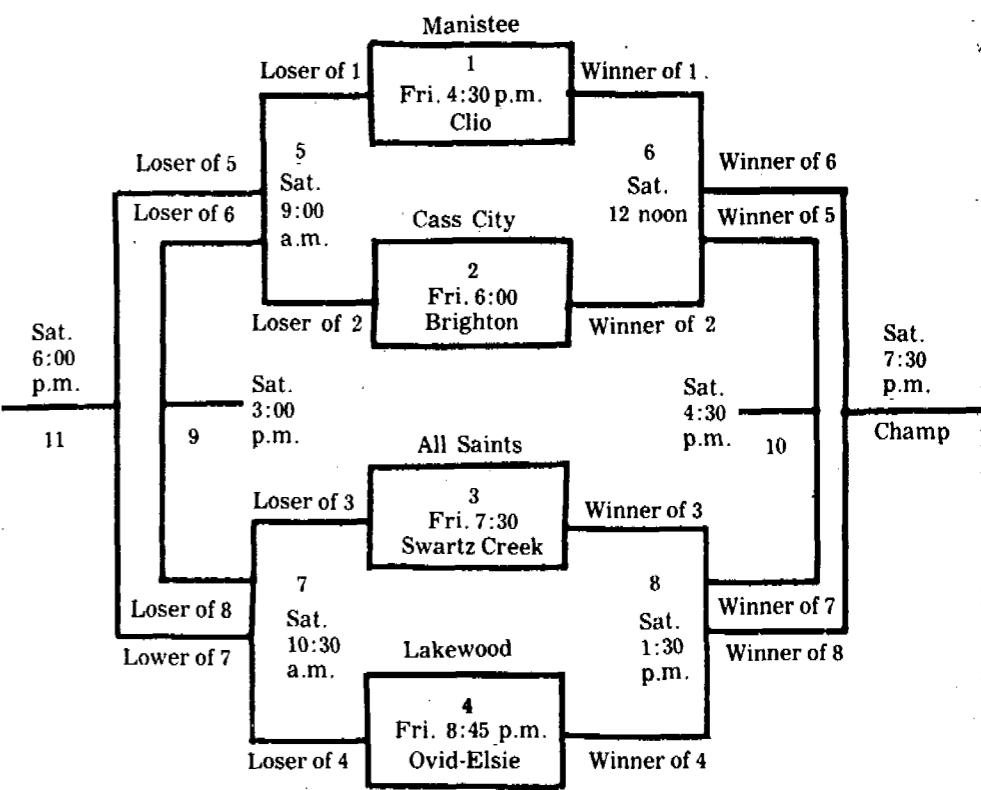 Manistee
Loser of 1
1
Fri. 4:30 p.m.
Clio
Winner of 1
5
Sat.
9:00
a.m.
6
Sat.
12 noon
Loser of 5
Loser of 6
Winner of 6
Winner of 5
Cass City
2
Fri. 6:00
Brighton
Loser of 2
Winner of 2
Sat.
6:00
p.m.
11
Sat.
3:00
p.m.
9
Sat.
4:30
p.m.
10
Sat.
7:30
p.m.
Champ
All Saints
Loser of 3
3
Fri. 7:30
Swartz Creek
Winner of 3
7
Sat.
10:30
a.m.
8
Sat.
1:30
p.m.
Loser of 8
Lower of 7
Winner of 7
Winner of 8
Lakewood
4
Fri. 8:45 p.m.
Ovid-Elsie
Loser of 4
Winner of 4